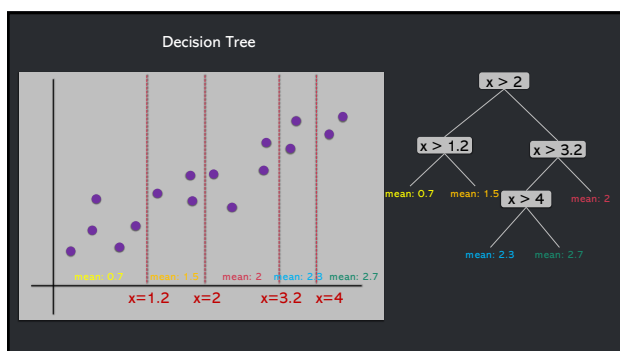 Decision Tree
x > 2
x > 1.2
x > 3.2
mean: 0.7
mean: 1.5
x > 4
mean: 2
mean: 2.3
mean: 2.7
mean: 0.7
mean:
mean: 2
mean: 2.3
mean: 2.7
x=1.2
x=2
x=3.2
x=4